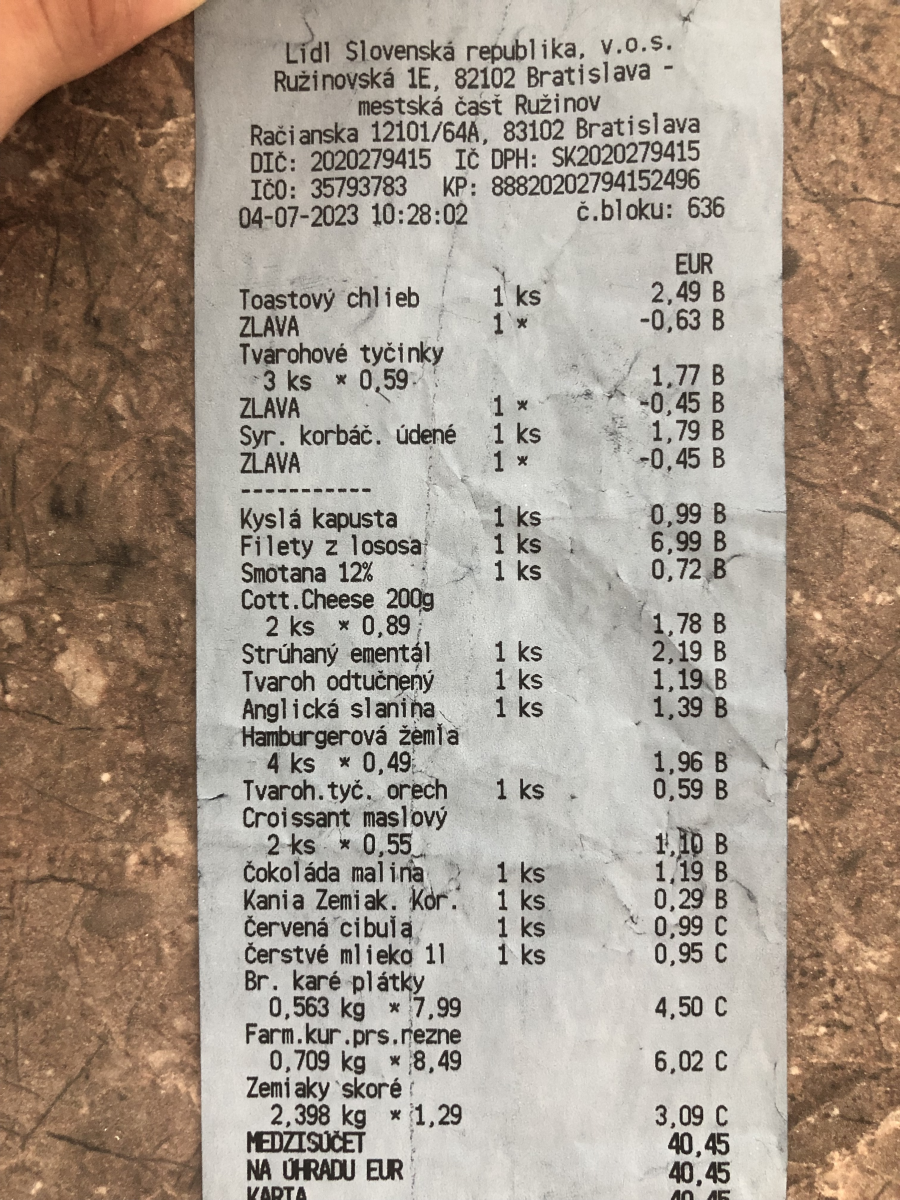 Lidl Slovenská republika, v.o.s.
Ružinovská 1E, 82102 Bratislava -
mestská časť Ružinov
Račianska 12101/64A, 83102 Bratislava
DIČ: 2020279415 IČ DPH: SK2020279415
IČO: 35793783 KP: 88820202794152496
04-07-2023 10:28:02 č.bloku: 636
EUR
Toastový chlieb 1 ks 2,49 B
ZLAVA 1 * -0,63 B
Tvarohové tyčinky
3 ks * 0,59 1,77 B
ZLAVA 1 * -0,45 B
Syr. korbáč. údené 1 ks 1,79 B
ZLAVA 1 * -0,45 B
-----------
Kyslá kapusta 1 ks 0,99 B
Filety z lososa 1 ks 6,99 B
Smotana 12% 1 ks 0,72 B
Cott.Cheese 200g
2 ks * 0,89 1,78 B
Strúhaný ementál 1 ks 2,19 B
Tvaroh odtučnený 1 ks 1,19 B
Anglická slanina 1 ks 1,39 B
Hamburgerová žemla
4 ks * 0,49 1,96 B
Tvaroh.tyč. orech 1 ks 0,59 B
Croissant maslový
2 ks * 0,55 1,10 B
Čokoláda malina 1 ks 1,19 B
Kania Zemiak. Kor. 1 ks 0,29 B
Červená cibula 1 ks 0,99 C
Čerstvé mlieko 1l 1 ks 0,95 C
Br. karé plátky
0,563 kg * 7,99 4,50 C
Farm.kur.prs.rezne
0,709 kg * 8,49 6,02 C
Zemiaky skoré
2,398 kg * 1,29 3,09 C
MEDZISÚČET 40,45
NA ÚHRADU EUR 40,45
KARTA 40,45